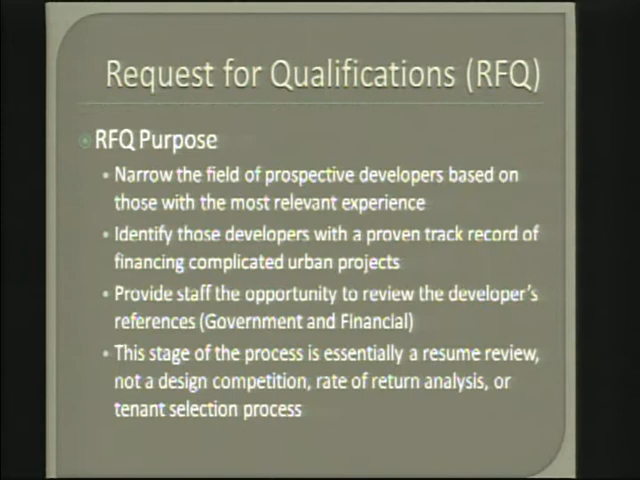 Request for Qualifications (RFQ)
RFQ Purpose
Narrow the field of prospective developers based on
those with the most relevant experience
Identify those developers with a proven track record of
financing complicated urban projects
Provide staff the opportunity to review the developer's
references (Government and Financial)
This stage of the process is essentially a resume review,
not a design competition, rate of return analysis, or
tenant selection process